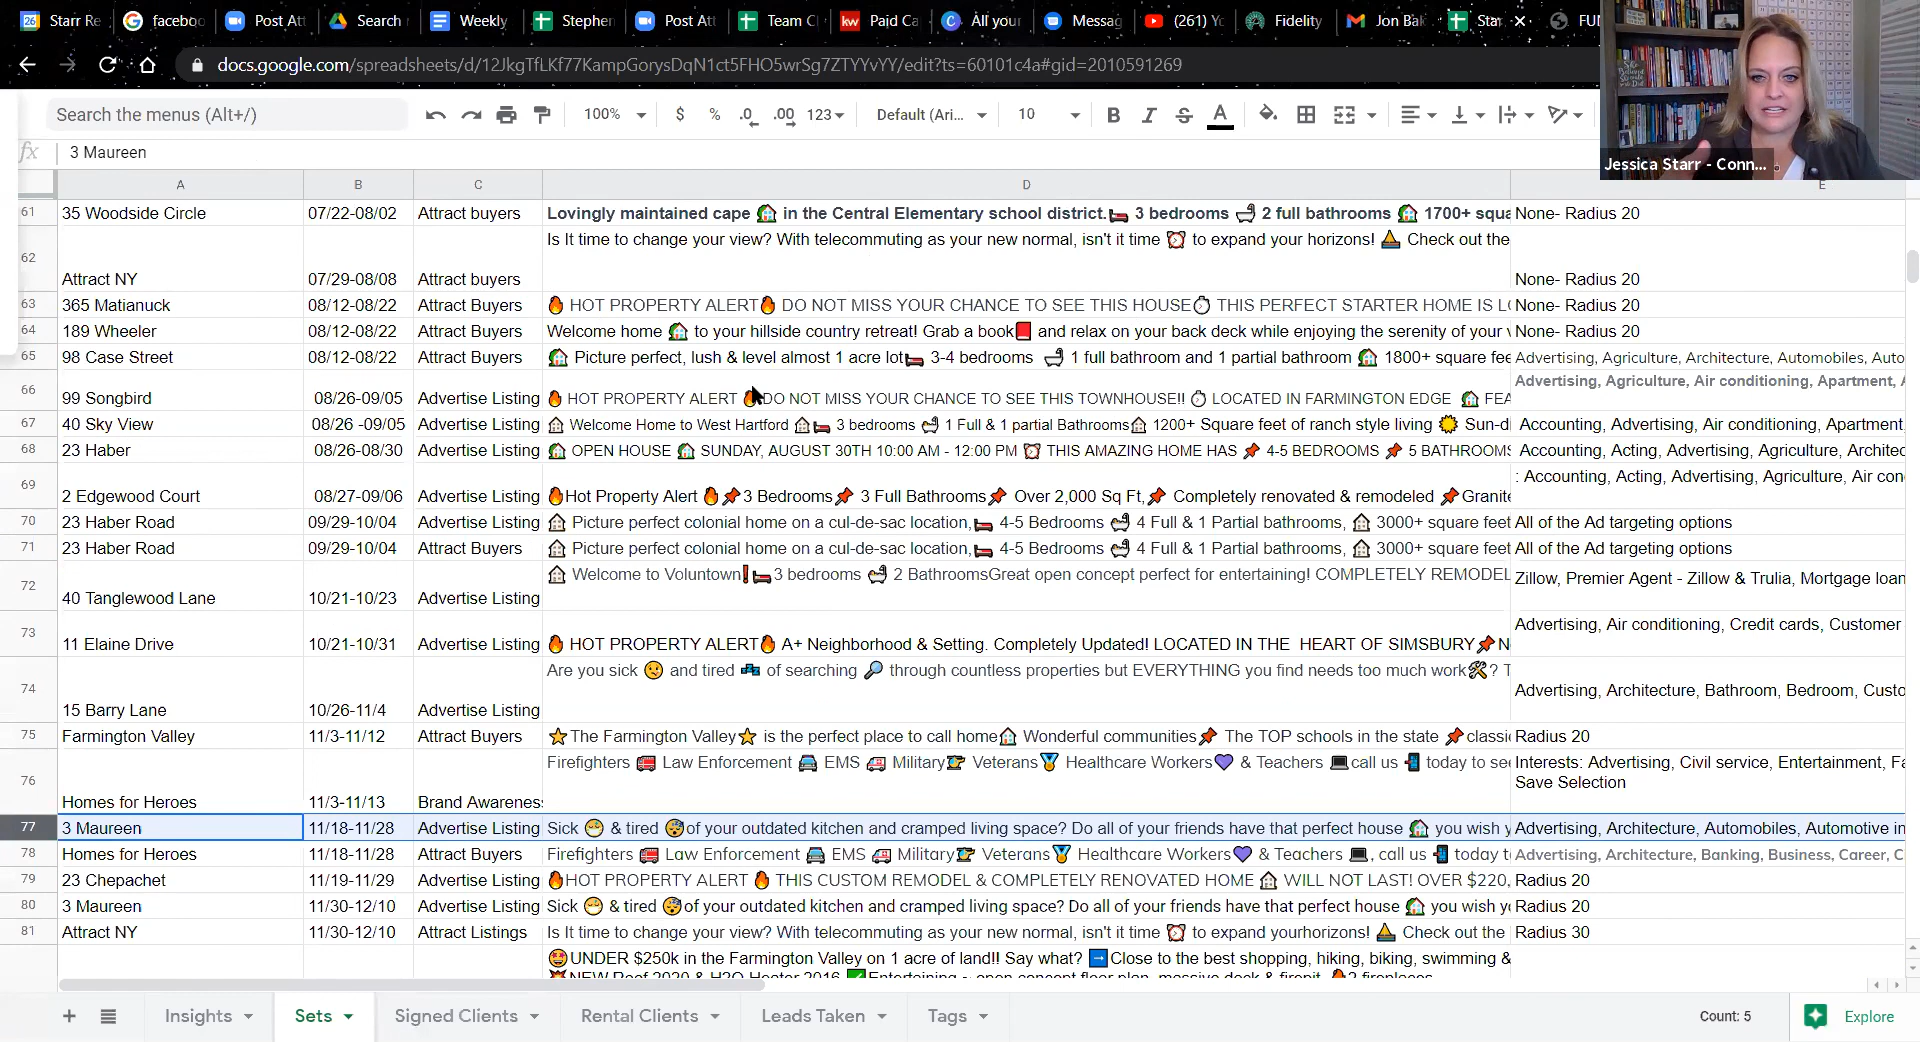 Starr Re
facebo
Post Att
Search
Weekly
Stephen
Post Att
Team C
kw
Paid Ca
All your
Messag
(261) Y
Fidelity
Jon Bak
Star
FUN
docs.google.com/spreadsheets/d/12JkgTfLKf77KampGorysDqN1ct5FHO5wrSg7ZTYYvYY/edit?ts=60101c4a#gid=2010591269
Search the menus (Alt+/)
100%
$
%
.0
.00
123
Default (Ari...
10
B
I
S
A
Jessica Starr - Conn...
fx
3 Maureen
A B C D E
61 35 Woodside Circle 07/22-08/02 Attract buyers Lovingly maintained cape 🏡 in the Central Elementary school district.🛏 3 bedrooms 🛁 2 full bathrooms 🏡 1700+ squa None- Radius 20
62 Attract NY 07/29-08/08 Attract buyers Is It time to change your view? With telecommuting as your new normal, isn't it time ⏰ to expand your horizons! ⛵ Check out the None- Radius 20
63 365 Matianuck 08/12-08/22 Attract Buyers 🔥 HOT PROPERTY ALERT🔥 DO NOT MISS YOUR CHANCE TO SEE THIS HOUSE⏱ THIS PERFECT STARTER HOME IS LO None- Radius 20
64 189 Wheeler 08/12-08/22 Attract Buyers Welcome home 🏡 to your hillside country retreat! Grab a book📕 and relax on your back deck while enjoying the serenity of your v None- Radius 20
65 98 Case Street 08/12-08/22 Attract Buyers 🏡 Picture perfect, lush & level almost 1 acre lot🛏 3-4 bedrooms 🛁 1 full bathroom and 1 partial bathroom 🏡 1800+ square fee Advertising, Agriculture, Architecture, Automobiles, Auto
66 99 Songbird 08/26-09/05 Advertise Listing 🔥 HOT PROPERTY ALERT 🔥DO NOT MISS YOUR CHANCE TO SEE THIS TOWNHOUSE!! ⏱ LOCATED IN FARMINGTON EDGE 🏡 FEA Advertising, Agriculture, Air conditioning, Apartment, A
67 40 Sky View 08/26 -09/05 Advertise Listing 🏠 Welcome Home to West Hartford 🏠🛏 3 bedrooms 🛁 1 Full & 1 partial Bathrooms🏠 1200+ Square feet of ranch style living ☀ Sun-d Accounting, Advertising, Air conditioning, Apartment,
68 23 Haber 08/26-08/30 Advertise Listing 🏡 OPEN HOUSE 🏡 SUNDAY, AUGUST 30TH 10:00 AM - 12:00 PM ⏰ THIS AMAZING HOME HAS 📌 4-5 BEDROOMS 📌 5 BATHROOMS Accounting, Acting, Advertising, Agriculture, Architec
69 2 Edgewood Court 08/27-09/06 Advertise Listing 🔥Hot Property Alert 🔥📌3 Bedrooms📌 3 Full Bathrooms📌 Over 2,000 Sq Ft,📌 Completely renovated & remodeled 📌Granite : Accounting, Acting, Advertising, Agriculture, Air con
70 23 Haber Road 09/29-10/04 Advertise Listing 🏠 Picture perfect colonial home on a cul-de-sac location,🛏 4-5 Bedrooms 🛁 4 Full & 1 Partial bathrooms, 🏠 3000+ square feet All of the Ad targeting options
71 23 Haber Road 09/29-10/04 Attract Buyers 🏠 Picture perfect colonial home on a cul-de-sac location,🛏 4-5 Bedrooms 🛁 4 Full & 1 Partial bathrooms, 🏠 3000+ square feet All of the Ad targeting options
72 40 Tanglewood Lane 10/21-10/23 Advertise Listing 🏠 Welcome to Voluntown❗🛏3 bedrooms 🛁 2 BathroomsGreat open concept perfect for entertaining! COMPLETELY REMODEL Zillow, Premier Agent - Zillow & Trulia, Mortgage loan
73 11 Elaine Drive 10/21-10/31 Advertise Listing 🔥 HOT PROPERTY ALERT🔥 A+ Neighborhood & Setting. Completely Updated! LOCATED IN THE HEART OF SIMSBURY📌N Advertising, Air conditioning, Credit cards, Customer
74 15 Barry Lane 10/26-11/4 Advertise Listing Are you sick 🤒 and tired 💤 of searching 🔎 through countless properties but EVERYTHING you find needs too much work🛠? T Advertising, Architecture, Bathroom, Bedroom, Custo
75 Farmington Valley 11/3-11/12 Attract Buyers ⭐The Farmington Valley⭐ is the perfect place to call home🏠 Wonderful communities📌 The TOP schools in the state 📌classi Radius 20
76 Homes for Heroes 11/3-11/13 Brand Awareness Firefighters 🚒 Law Enforcement 🚔 EMS 🚑 Military🪖 Veterans🎖 Healthcare Workers💜 & Teachers 💻call us 📲 today to see Interests: Advertising, Civil service, Entertainment, Fa
Save Selection
77 3 Maureen 11/18-11/28 Advertise Listing Sick 😷 & tired 😴of your outdated kitchen and cramped living space? Do all of your friends have that perfect house 🏡 you wish y Advertising, Architecture, Automobiles, Automotive in
78 Homes for Heroes 11/18-11/28 Attract Buyers Firefighters 🚒 Law Enforcement 🚔 EMS 🚑 Military🪖 Veterans🎖 Healthcare Workers💜 & Teachers 💻, call us 📲 today t Advertising, Architecture, Banking, Business, Career, C
79 23 Chepachet 11/19-11/29 Advertise Listing 🔥HOT PROPERTY ALERT 🔥 THIS CUSTOM REMODEL & COMPLETELY RENOVATED HOME 🏠 WILL NOT LAST! OVER $220, Radius 20
80 3 Maureen 11/30-12/10 Advertise Listing Sick 😷 & tired 😴of your outdated kitchen and cramped living space? Do all of your friends have that perfect house 🏡 you wish y Radius 20
81 Attract NY 11/30-12/10 Attract Listings Is It time to change your view? With telecommuting as your new normal, isn't it time ⏰ to expand yourhorizons! ⛵ Check out the Radius 30
🤩UNDER $250k in the Farmington Valley on 1 acre of land!! Say what? ➡Close to the best shopping, hiking, biking, swimming &
💥NEW Roof 2020 & H2O Heater 2016 ✅Entertaining ~ open concept floor plan, massive deck & firepit 🔥2 fireplaces
+ Insights Sets Signed Clients Rental Clients Leads Taken Tags Count: 5 Explore